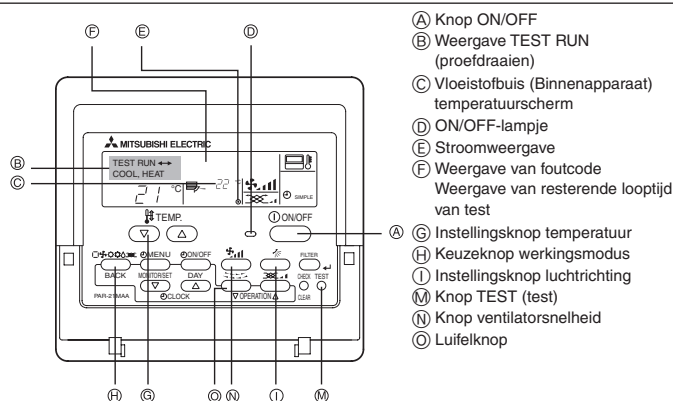 Ⓕ Ⓔ Ⓓ
MITSUBISHI ELECTRIC
Ⓑ TEST RUN ↔
COOL, HEAT
Ⓒ 22 °C
21 °C
SIMPLE
TEMP.
ON/OFF
Ⓐ
MENU ON/OFF FILTER
BACK MONITOR/SET DAY CHECK TEST
PAR-21MAA CLOCK ▽ OPERATION △ CLEAR
Ⓗ Ⓖ Ⓞ Ⓝ Ⓘ Ⓜ
Ⓐ Knop ON/OFF
Ⓑ Weergave TEST RUN
(proefdraaien)
Ⓒ Vloeistofbuis (Binnenapparaat)
temperatuurscherm
Ⓓ ON/OFF-lampje
Ⓔ Stroomweergave
Ⓕ Weergave van foutcode
Weergave van resterende looptijd
van test
Ⓖ Instellingsknop temperatuur
Ⓗ Keuzeknop werkingsmodus
Ⓘ Instellingsknop luchtrichting
Ⓜ Knop TEST (test)
Ⓝ Knop ventilatorsnelheid
Ⓞ Luifelknop